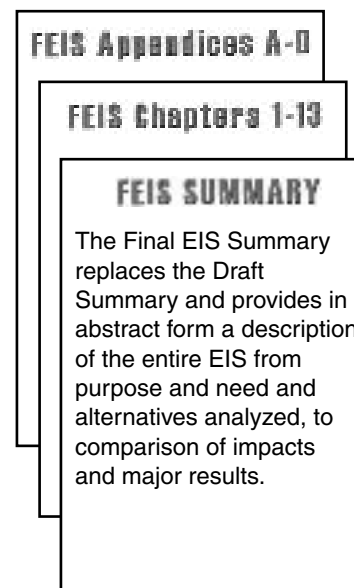 FEIS Appendices A-O
FEIS Chapters 1-13
FEIS SUMMARY
The Final EIS Summary
replaces the Draft
Summary and provides in
abstract form a description
of the entire EIS from
purpose and need and
alternatives analyzed, to
comparison of impacts
and major results.